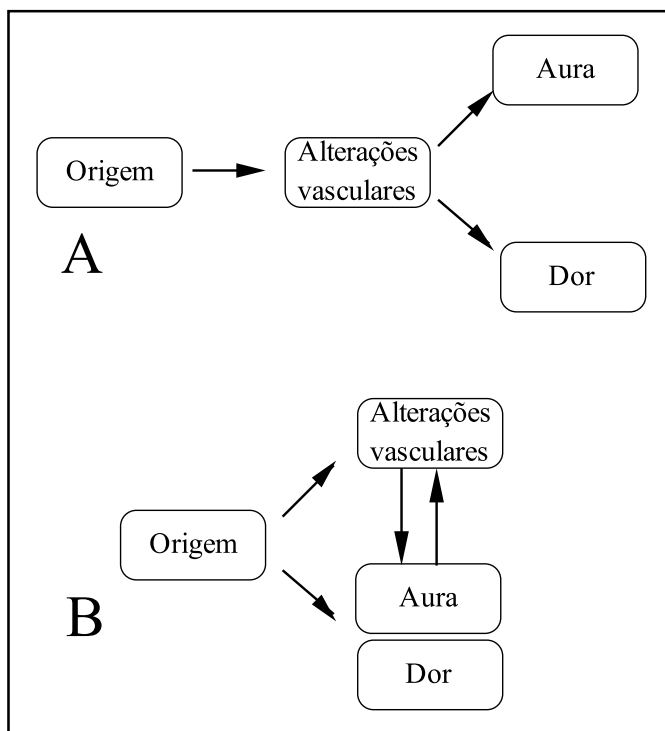 Aura
Origem
Alterações
vasculares
A
Dor
Alterações
vasculares
Origem
Aura
B
Dor